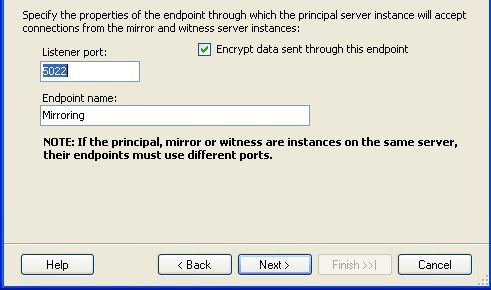 Specify the properties of the endpoint through which the principal server instance will accept
connections from the mirror and witness server instances:
Listener port:
Encrypt data sent through this endpoint
5022
Endpoint name:
Mirroring
NOTE: If the principal, mirror or witness are instances on the same server,
their endpoints must use different ports.
Help
< Back
Next >
Finish >>|
Cancel